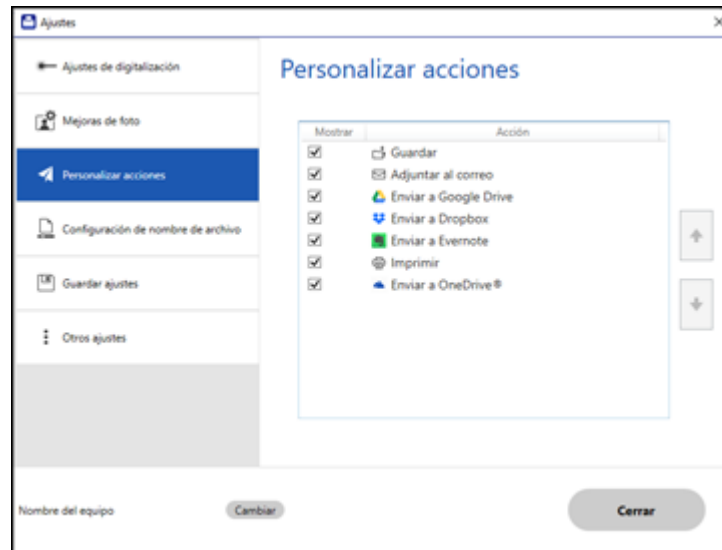 Ajustes
Ajustes de digitalización
Mejoras de foto
Personalizar acciones
Configuración de nombre de archivo
Guardar ajustes
Otros ajustes
Personalizar acciones
Mostrar Acción
Guardar
Adjuntar al correo
Enviar a Google Drive
Enviar a Dropbox
Enviar a Evernote
Imprimir
Enviar a OneDrive®
Nombre del equipo Cambiar Cerrar